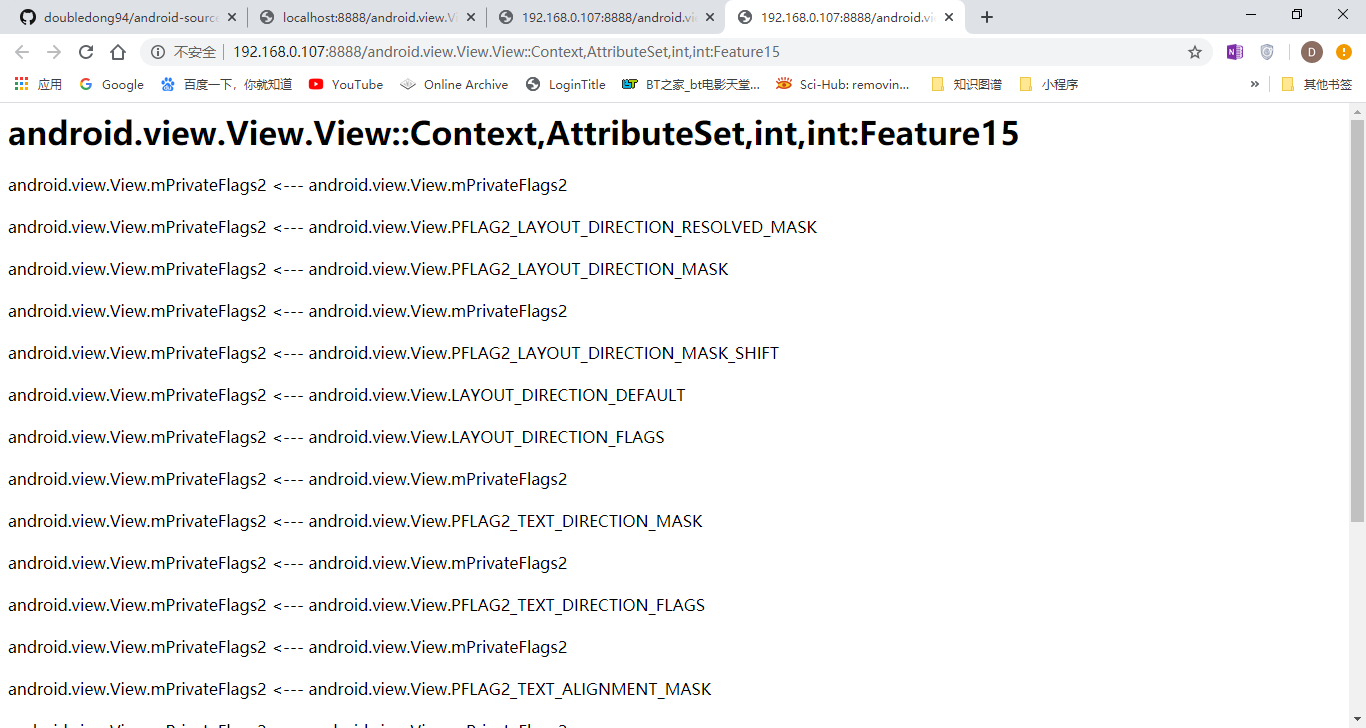 doubledong94/android-sourc
localhost:8888/android.view.Vi
192.168.0.107:8888/android.vi
192.168.0.107:8888/android.vi
不安全 192.168.0.107:8888/android.view.View.View::Context,AttributeSet,int,int:Feature15
D
应用 Google 百度一下，你就知道 YouTube Online Archive LoginTitle BT之家_bt电影天堂... Sci-Hub: removin... 知识图谱 小程序 » 其他书签
android.view.View.View::Context,AttributeSet,int,int:Feature15
android.view.View.mPrivateFlags2 <--- android.view.View.mPrivateFlags2
android.view.View.mPrivateFlags2 <--- android.view.View.PFLAG2_LAYOUT_DIRECTION_RESOLVED_MASK
android.view.View.mPrivateFlags2 <--- android.view.View.PFLAG2_LAYOUT_DIRECTION_MASK
android.view.View.mPrivateFlags2 <--- android.view.View.mPrivateFlags2
android.view.View.mPrivateFlags2 <--- android.view.View.PFLAG2_LAYOUT_DIRECTION_MASK_SHIFT
android.view.View.mPrivateFlags2 <--- android.view.View.LAYOUT_DIRECTION_DEFAULT
android.view.View.mPrivateFlags2 <--- android.view.View.LAYOUT_DIRECTION_FLAGS
android.view.View.mPrivateFlags2 <--- android.view.View.mPrivateFlags2
android.view.View.mPrivateFlags2 <--- android.view.View.PFLAG2_TEXT_DIRECTION_MASK
android.view.View.mPrivateFlags2 <--- android.view.View.mPrivateFlags2
android.view.View.mPrivateFlags2 <--- android.view.View.PFLAG2_TEXT_DIRECTION_FLAGS
android.view.View.mPrivateFlags2 <--- android.view.View.mPrivateFlags2
android.view.View.mPrivateFlags2 <--- android.view.View.PFLAG2_TEXT_ALIGNMENT_MASK